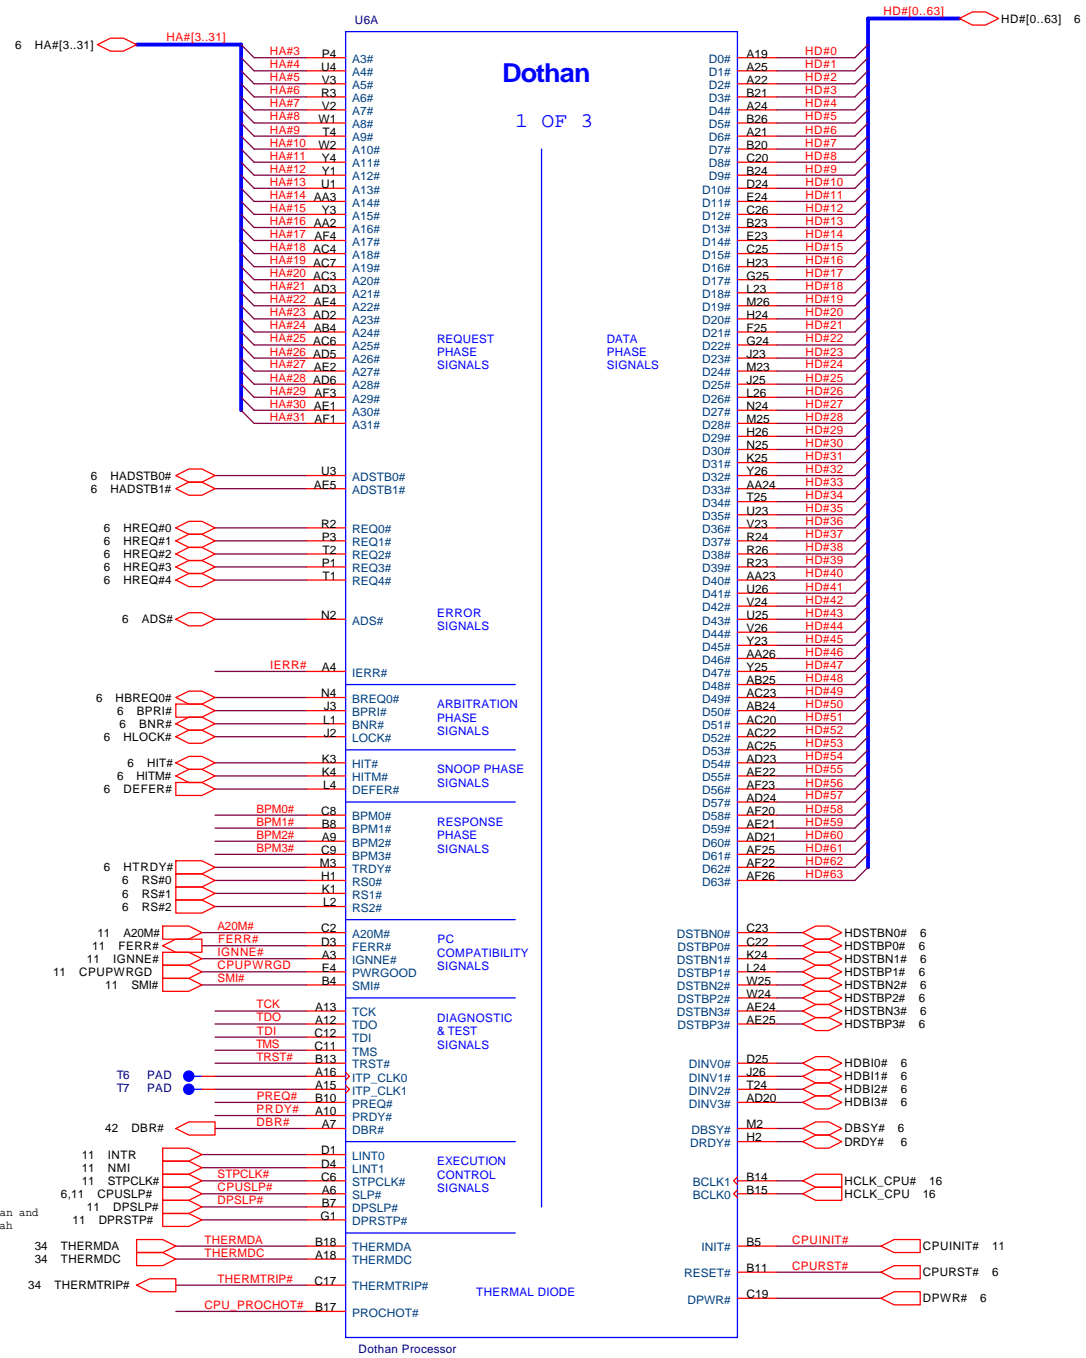 U6A
HD#[0..63]
HD#[0..63] 6
6 HA#[3..31]
HA#[3..31]
Dothan
1 OF 3
HA#3 P4 A3#
HA#4 U4 A4#
HA#5 V3 A5#
HA#6 R3 A6#
HA#7 V2 A7#
HA#8 W1 A8#
HA#9 T4 A9#
HA#10 W2 A10#
HA#11 Y4 A11#
HA#12 Y1 A12#
HA#13 U1 A13#
HA#14 AA3 A14#
HA#15 Y3 A15#
HA#16 AA2 A16#
HA#17 AF4 A17#
HA#18 AC4 A18#
HA#19 AC7 A19#
HA#20 AC3 A20#
HA#21 AD3 A21#
HA#22 AE4 A22#
HA#23 AD2 A23#
HA#24 AB4 A24#
HA#25 AC6 A25#
HA#26 AD5 A26#
HA#27 AE2 A27#
HA#28 AD6 A28#
HA#29 AF3 A29#
HA#30 AE1 A30#
HA#31 AF1 A31#
REQUEST
PHASE
SIGNALS
6 HADSTB0# U3 ADSTB0#
6 HADSTB1# AE5 ADSTB1#
6 HREQ#0 R2 REQ0#
6 HREQ#1 P3 REQ1#
6 HREQ#2 T2 REQ2#
6 HREQ#3 P1 REQ3#
6 HREQ#4 T1 REQ4#
6 ADS# N2 ADS#
ERROR
SIGNALS
IERR# A4 IERR#
6 HBREQ0# N4 BREQ0#
6 BPRI# J3 BPRI#
6 BNR# L1 BNR#
6 HLOCK# J2 LOCK#
ARBITRATION
PHASE
SIGNALS
6 HIT# K3 HIT#
6 HITM# K4 HITM#
6 DEFER# L4 DEFER#
SNOOP PHASE
SIGNALS
BPM0# C8 BPM0#
BPM1# B8 BPM1#
BPM2# A9 BPM2#
BPM3# C9 BPM3#
6 HTRDY# M3 TRDY#
6 RS#0 H1 RS0#
6 RS#1 K1 RS1#
6 RS#2 L2 RS2#
RESPONSE
PHASE
SIGNALS
11 A20M# A20M# C2 A20M#
11 FERR# FERR# D3 FERR#
11 IGNNE# IGNNE# A3 IGNNE#
11 CPUPWRGD CPUPWRGD E4 PWRGOOD
11 SMI# SMI# B4 SMI#
PC
COMPATIBILITY
SIGNALS
TCK A13 TCK
TDO A12 TDO
TDI C12 TDI
TMS C11 TMS
TRST# B13 TRST#
T6 PAD A16 ITP_CLK0
T7 PAD A15 ITP_CLK1
PREQ# B10 PREQ#
PRDY# A10 PRDY#
42 DBR# DBR# A7 DBR#
DIAGNOSTIC
& TEST
SIGNALS
11 INTR D1 LINT0
11 NMI D4 LINT1
11 STPCLK# STPCLK# C6 STPCLK#
6,11 CPUSLP# CPUSLP# A6 SLP#
11 DPSLP# DPSLP# B7 DPSLP#
11 DPRSTP# G1 DPRSTP#
EXECUTION
CONTROL
SIGNALS
an and
ah
34 THERMDA THERMDA B18 THERMDA
34 THERMDC THERMDC A18 THERMDC
34 THERMTRIP# THERMTRIP# C17 THERMTRIP#
CPU_PROCHOT# B17 PROCHOT#
THERMAL DIODE
D0# A19 HD#0
D1# A25 HD#1
D2# A22 HD#2
D3# B21 HD#3
D4# A24 HD#4
D5# B26 HD#5
D6# A21 HD#6
D7# B20 HD#7
D8# C20 HD#8
D9# B24 HD#9
D10# D24 HD#10
D11# E24 HD#11
D12# C26 HD#12
D13# B23 HD#13
D14# E23 HD#14
D15# C25 HD#15
D16# H23 HD#16
D17# G25 HD#17
D18# L23 HD#18
D19# M26 HD#19
D20# H24 HD#20
D21# F25 HD#21
D22# G24 HD#22
D23# J23 HD#23
D24# M23 HD#24
D25# J25 HD#25
D26# L26 HD#26
D27# N24 HD#27
D28# M25 HD#28
D29# H26 HD#29
D30# N25 HD#30
D31# K25 HD#31
D32# Y26 HD#32
D33# AA24 HD#33
D34# T25 HD#34
D35# U23 HD#35
D36# V23 HD#36
D37# R24 HD#37
D38# R26 HD#38
D39# R23 HD#39
D40# AA23 HD#40
D41# U26 HD#41
D42# V24 HD#42
D43# U25 HD#43
D44# V26 HD#44
D45# Y23 HD#45
D46# AA26 HD#46
D47# Y25 HD#47
D48# AB25 HD#48
D49# AC23 HD#49
D50# AB24 HD#50
D51# AC20 HD#51
D52# AC22 HD#52
D53# AC25 HD#53
D54# AD23 HD#54
D55# AE22 HD#55
D56# AF23 HD#56
D57# AD24 HD#57
D58# AF20 HD#58
D59# AE21 HD#59
D60# AD21 HD#60
D61# AF25 HD#61
D62# AF22 HD#62
D63# AF26 HD#63
DATA
PHASE
SIGNALS
DSTBN0# C23 HDSTBN0# 6
DSTBP0# C22 HDSTBP0# 6
DSTBN1# K24 HDSTBN1# 6
DSTBP1# L24 HDSTBP1# 6
DSTBN2# W25 HDSTBN2# 6
DSTBP2# W24 HDSTBP2# 6
DSTBN3# AE24 HDSTBN3# 6
DSTBP3# AE25 HDSTBP3# 6
DINV0# D25 HDBI0# 6
DINV1# J26 HDBI1# 6
DINV2# T24 HDBI2# 6
DINV3# AD20 HDBI3# 6
DBSY# M2 DBSY# 6
DRDY# H2 DRDY# 6
BCLK1 B14 HCLK_CPU# 16
BCLK0 B15 HCLK_CPU 16
INIT# B5 CPUINIT# CPUINIT# 11
RESET# B11 CPURST# CPURST# 6
DPWR# C19 DPWR# 6
Dothan Processor